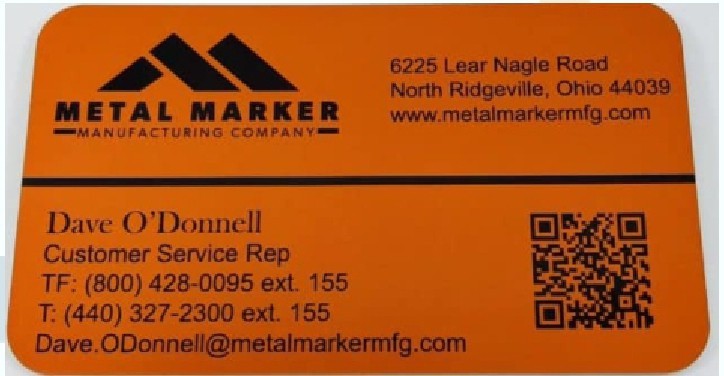 METAL MARKER
MANUFACTURING COMPANY
6225 Lear Nagle Road
North Ridgeville, Ohio 44039
www.metalmarkermfg.com
Dave O'Donnell
Customer Service Rep
TF: (800) 428-0095 ext. 155
T: (440) 327-2300 ext. 155
Dave.ODonnell@metalmarkermfg.com